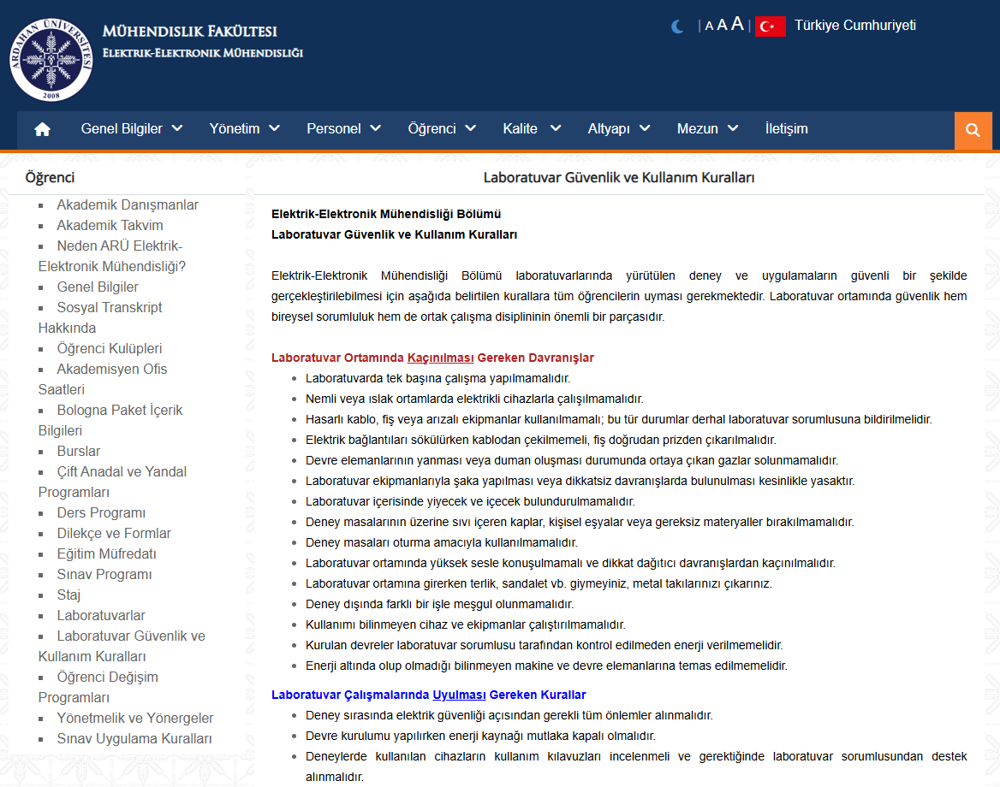 ARDAHAN ÜNİVERSİTESİ
2008
MÜHENDISLIK FAKÜLTESI
ELEKTRIK-ELEKTRONIK MÜHENDISLIĞI
| A A A |
Türkiye Cumhuriyeti
Genel Bilgiler
Yönetim
Personel
Öğrenci
Kalite
Altyapı
Mezun
İletişim
Öğrenci
Akademik Danışmanlar
Akademik Takvim
Neden ARÜ Elektrik-
Elektronik Mühendisliği?
Genel Bilgiler
Sosyal Transkript
Hakkında
Öğrenci Kulüpleri
Akademisyen Ofis
Saatleri
Bologna Paket İçerik
Bilgileri
Burslar
Çift Anadal ve Yandal
Programları
Ders Programı
Dilekçe ve Formlar
Eğitim Müfredatı
Sınav Programı
Staj
Laboratuvarlar
Laboratuvar Güvenlik ve
Kullanım Kuralları
Öğrenci Değişim
Programları
Yönetmelik ve Yönergeler
Sınav Uygulama Kuralları
Laboratuvar Güvenlik ve Kullanım Kuralları
Elektrik-Elektronik Mühendisliği Bölümü
Laboratuvar Güvenlik ve Kullanım Kuralları
Elektrik-Elektronik Mühendisliği Bölümü laboratuvarlarında yürütülen deney ve uygulamaların güvenli bir şekilde
gerçekleştirilebilmesi için aşağıda belirtilen kurallara tüm öğrencilerin uyması gerekmektedir. Laboratuvar ortamında güvenlik hem
bireysel sorumluluk hem de ortak çalışma disiplininin önemli bir parçasıdır.
Laboratuvar Ortamında Kaçınılması Gereken Davranışlar
Laboratuvarda tek başına çalışma yapılmamalıdır.
Nemli veya ıslak ortamlarda elektrikli cihazlarla çalışılmamalıdır.
Hasarlı kablo, fiş veya arızalı ekipmanlar kullanılmamalı; bu tür durumlar derhal laboratuvar sorumlusuna bildirilmelidir.
Elektrik bağlantıları sökülürken kablodan çekilmemeli, fiş doğrudan prizden çıkarılmalıdır.
Devre elemanlarının yanması veya duman oluşması durumunda ortaya çıkan gazlar solunmamalıdır.
Laboratuvar ekipmanlarıyla şaka yapılması veya dikkatsiz davranışlarda bulunulması kesinlikle yasaktır.
Laboratuvar içerisinde yiyecek ve içecek bulundurulmamalıdır.
Deney masalarının üzerine sıvı içeren kaplar, kişisel eşyalar veya gereksiz materyaller bırakılmamalıdır.
Deney masaları oturma amacıyla kullanılmamalıdır.
Laboratuvar ortamında yüksek sesle konuşulmamalı ve dikkat dağıtıcı davranışlardan kaçınılmalıdır.
Laboratuvar ortamına girerken terlik, sandalet vb. giymeyiniz, metal takılarınızı çıkarınız.
Deney dışında farklı bir işle meşgul olunmamalıdır.
Kullanımı bilinmeyen cihaz ve ekipmanlar çalıştırılmamalıdır.
Kurulan devreler laboratuvar sorumlusu tarafından kontrol edilmeden enerji verilmemelidir.
Enerji altında olup olmadığı bilinmeyen makine ve devre elemanlarına temas edilmemelidir.
Laboratuvar Çalışmalarında Uyulması Gereken Kurallar
Deney sırasında elektrik güvenliği açısından gerekli tüm önlemler alınmalıdır.
Devre kurulumu yapılırken enerji kaynağı mutlaka kapalı olmalıdır.
Deneylerde kullanılan cihazların kullanım kılavuzları incelenmeli ve gerektiğinde laboratuvar sorumlusundan destek
alınmalıdır.